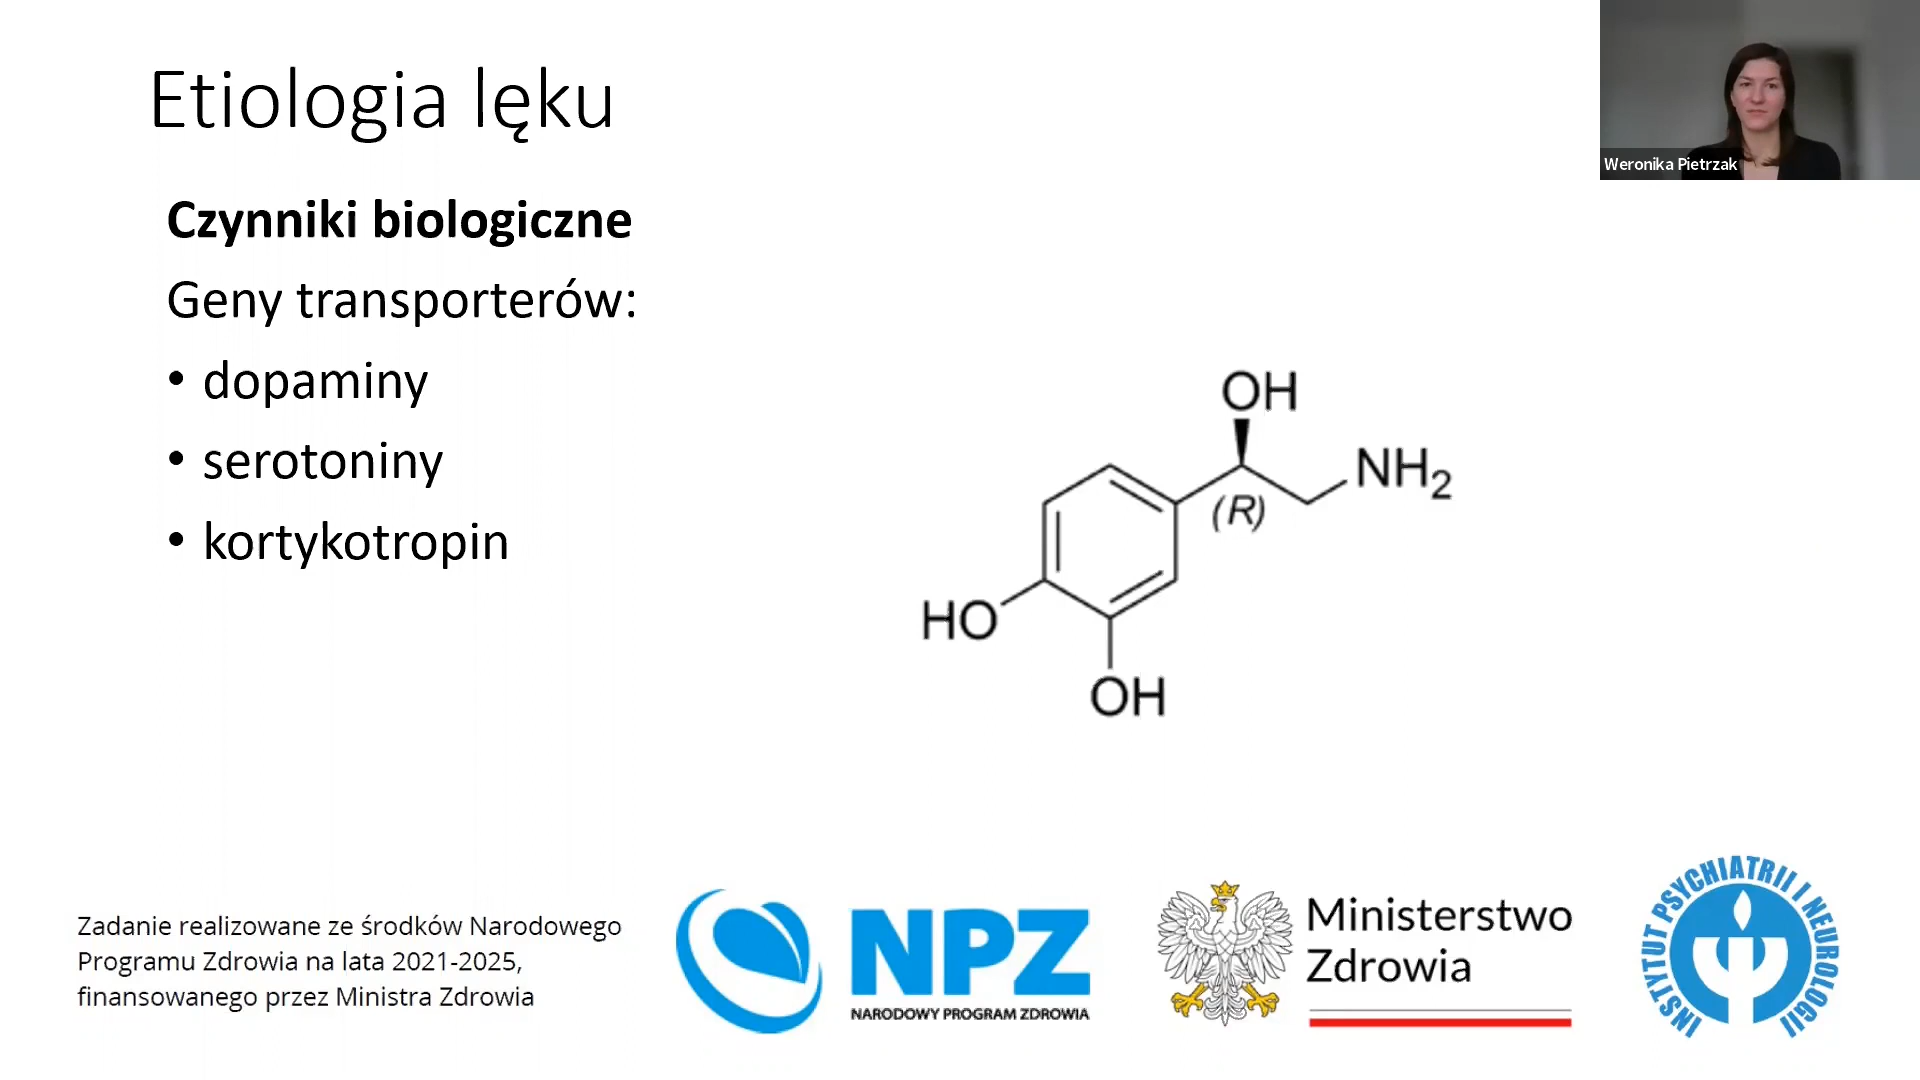 Etiologia lęku
Weronika Pietrzak
Czynniki biologiczne
Geny transporterów:
• dopaminy
• serotoniny
• kortykotropin
OH
NH₂
(R)
HO
OH
Zadanie realizowane ze środków Narodowego
Programu Zdrowia na lata 2021-2025,
finansowanego przez Ministra Zdrowia
NPZ
NARODOWY PROGRAM ZDROWIA
Ministerstwo
Zdrowia
INSTYTUT PSYCHIATRII I NEUROLOGII